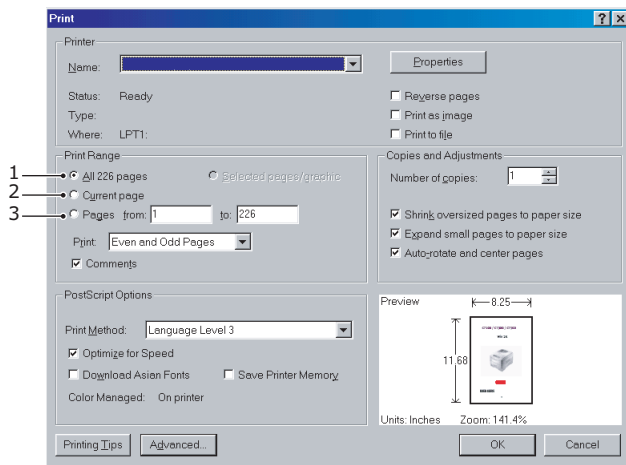 Print
Printer
Name:
Properties
Status: Ready
Type:
Where: LPT1:
Reverse pages
Print as image
Print to file
Print Range
1 All 226 pages
Selected pages/graphic
2 Current page
3 Pages from: 1 to: 226
Print: Even and Odd Pages
Comments
Copies and Adjustments
Number of copies: 1
Shrink oversized pages to paper size
Expand small pages to paper size
Auto-rotate and center pages
PostScript Options
Print Method: Language Level 3
Optimize for Speed
Download Asian Fonts Save Printer Memory
Color Managed: On printer
Preview
8.25
11.68
Units: Inches Zoom: 141.4%
Printing Tips
Advanced...
OK
Cancel